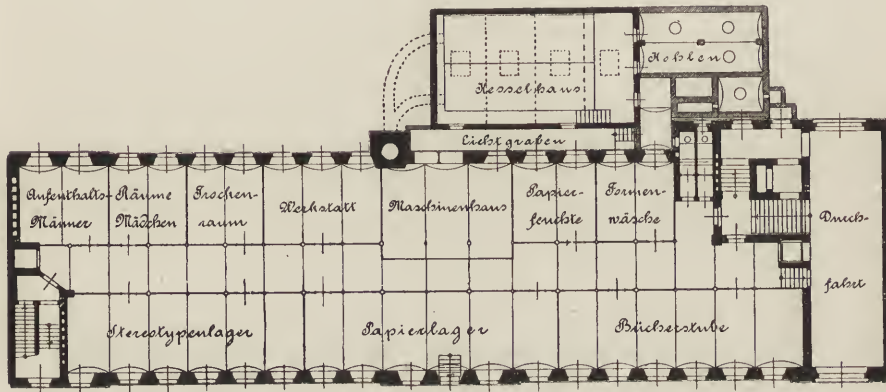 Kohlen
Kesselhaus
Lichtgraben
Aufenthalts-
Männer
Räume
Mädchen
Trocken-
raum
Werkstatt
Maschinenhaus
Papier-
feuchte
Formen-
wäsche
Durch-
fahrt
Stereotypenlager
Papierlager
Bücherstube